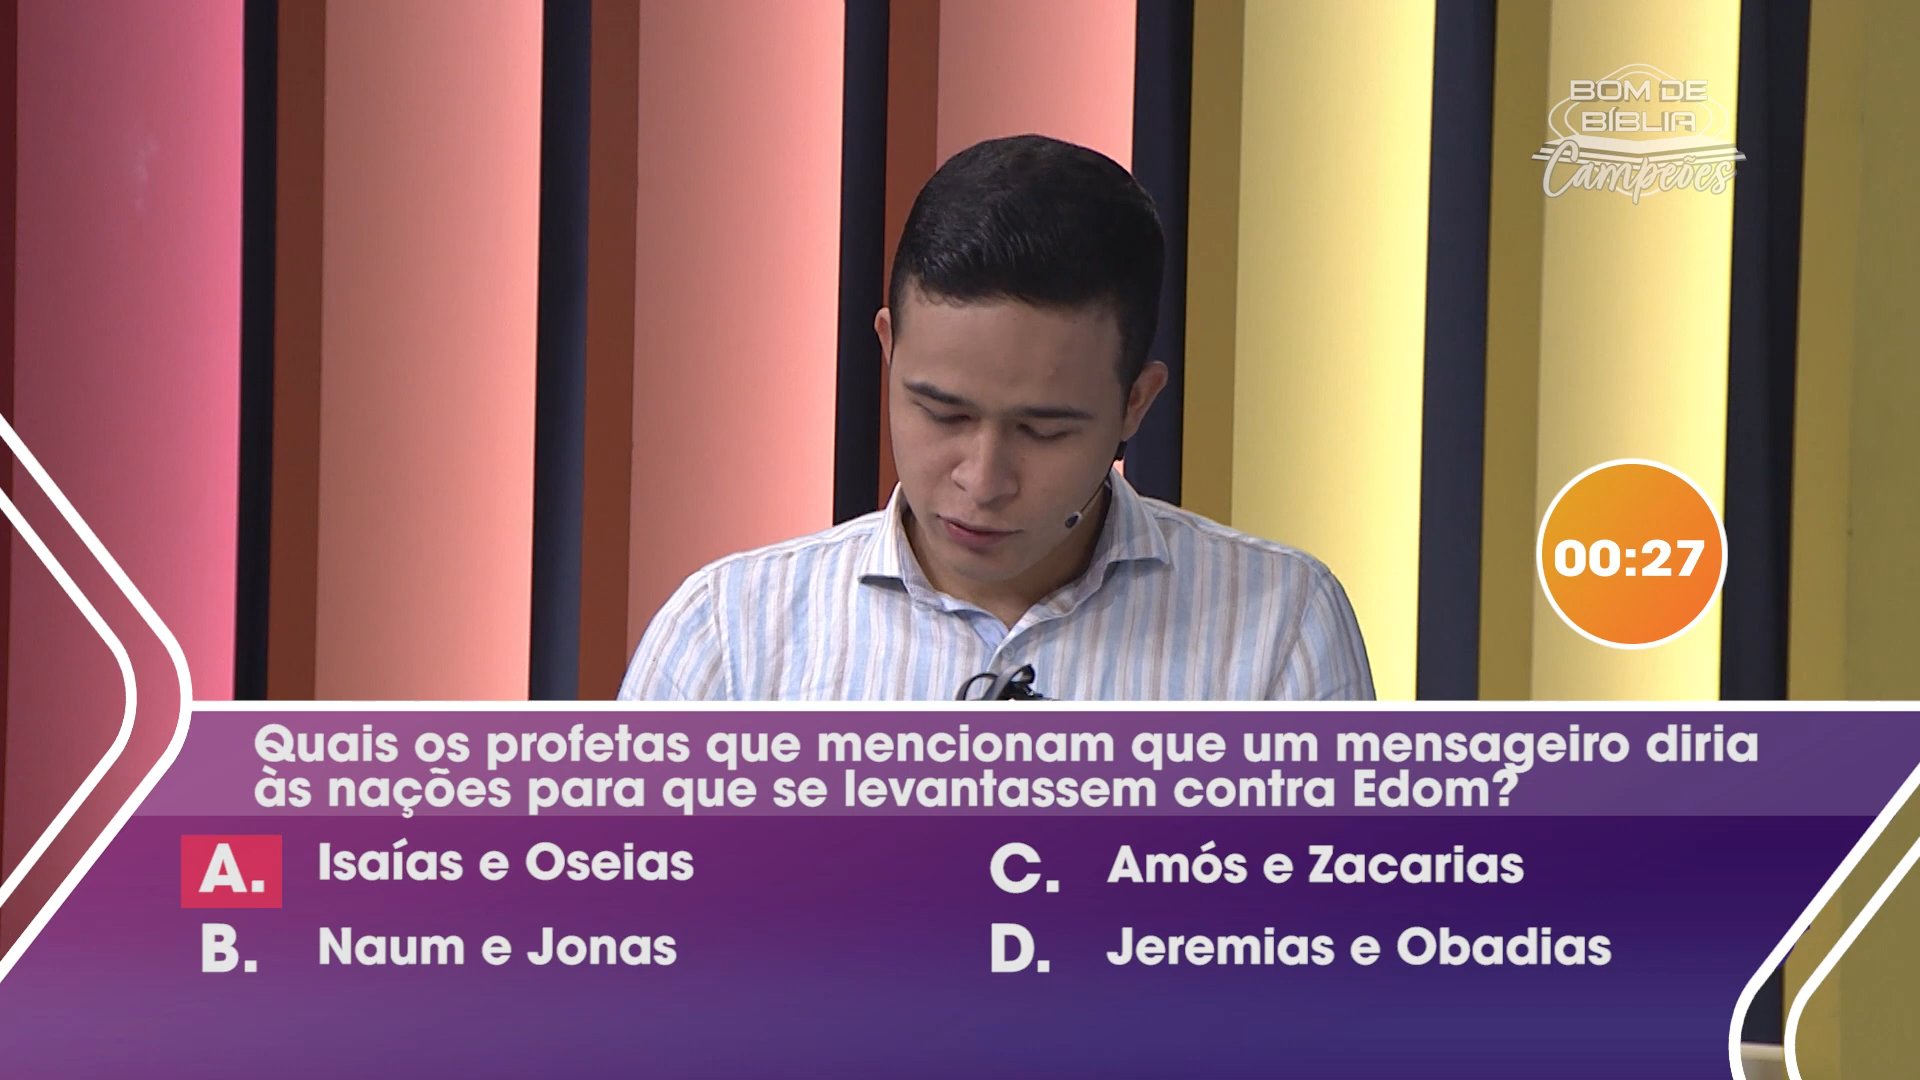 BOM DE
BÍBLIA
Campeões
00:27
Quais os profetas que mencionam que um mensageiro diria
às nações para que se levantassem contra Edom?
A. Isaías e Oseias
B. Naum e Jonas
C. Amós e Zacarias
D. Jeremias e Obadias